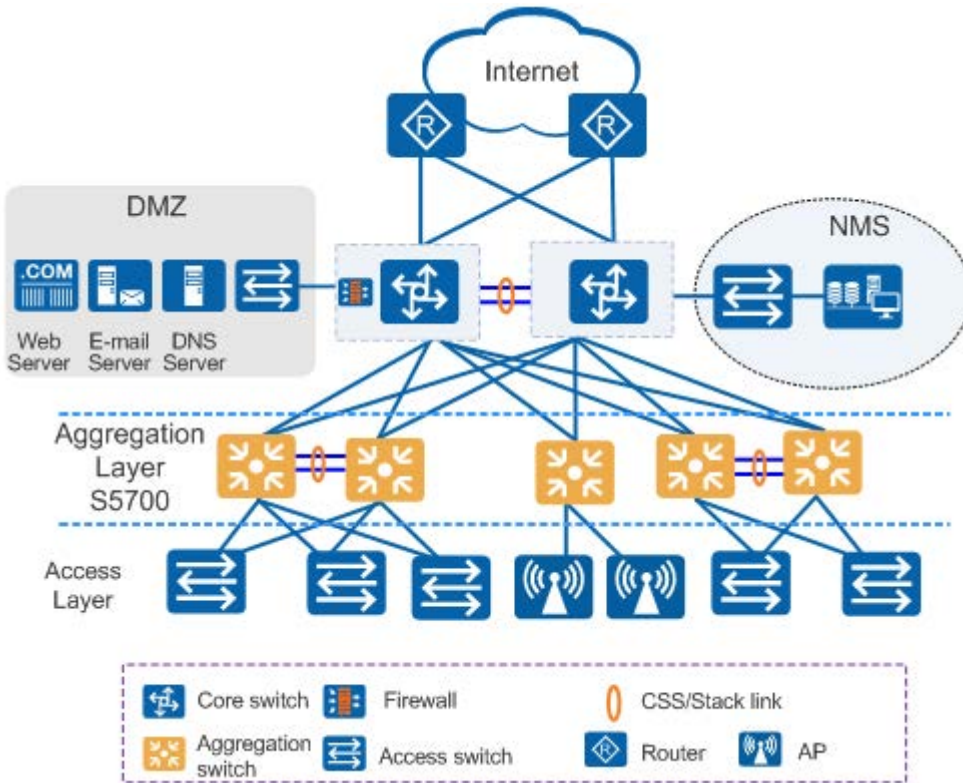 Internet
R
R
DMZ
NMS
.COM
Web
Server
E-mail
Server
DNS
Server
Aggregation
Layer
S5700
Access
Layer
Core switch
Firewall
CSS/Stack link
Aggregation
switch
Access switch
R
Router
AP